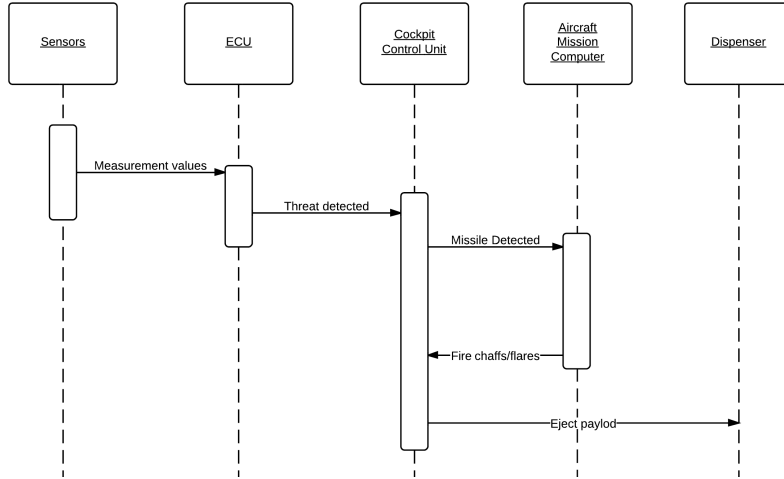 Sensors
ECU
Cockpit
Control Unit
Aircraft
Mission
Computer
Dispenser
Measurement values
Threat detected
Missile Detected
Fire chaffs/flares
Eject paylod